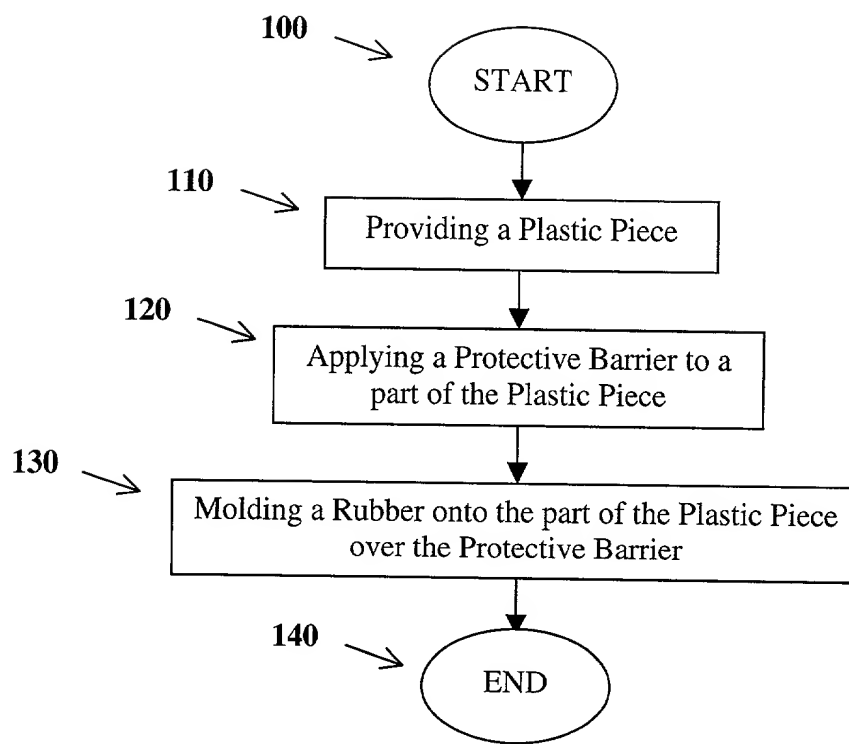 100
START
110
Providing a Plastic Piece
120
Applying a Protective Barrier to a
part of the Plastic Piece
130
Molding a Rubber onto the part of the Plastic Piece
over the Protective Barrier
140
END